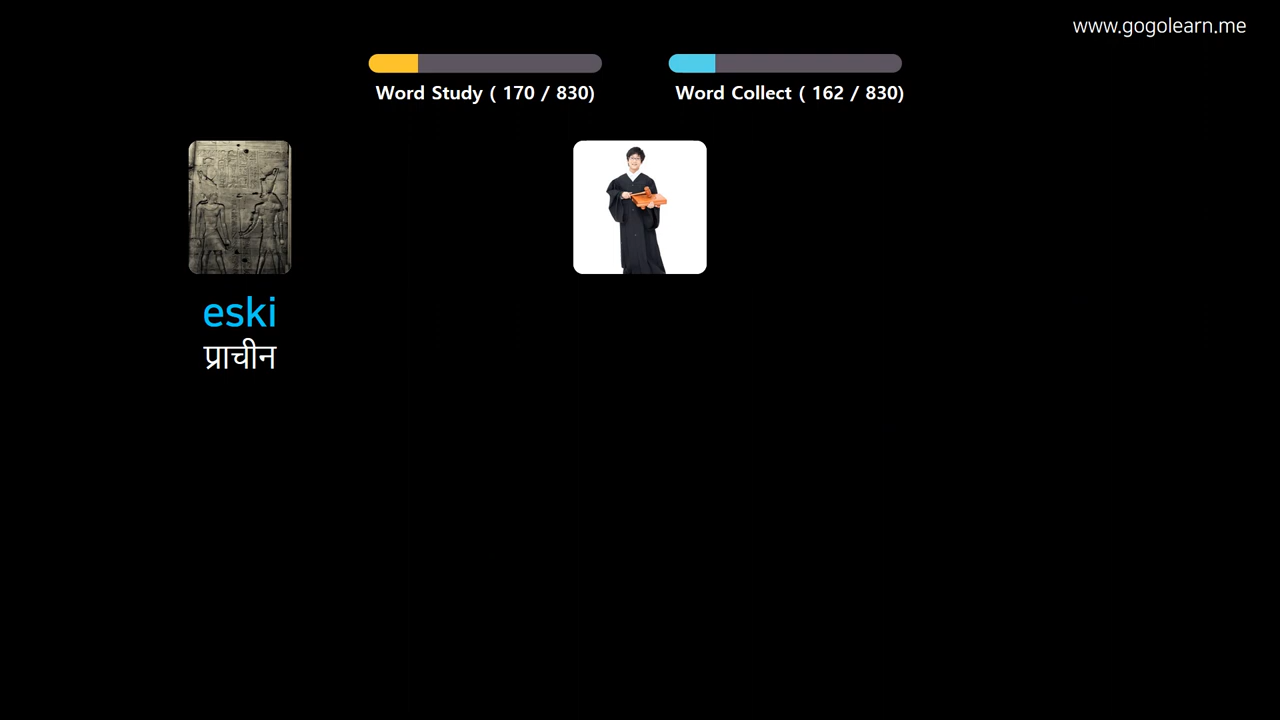 www.gogolearn.me
Word Study ( 170 / 830)
Word Collect ( 162 / 830)
eski
प्राचीन